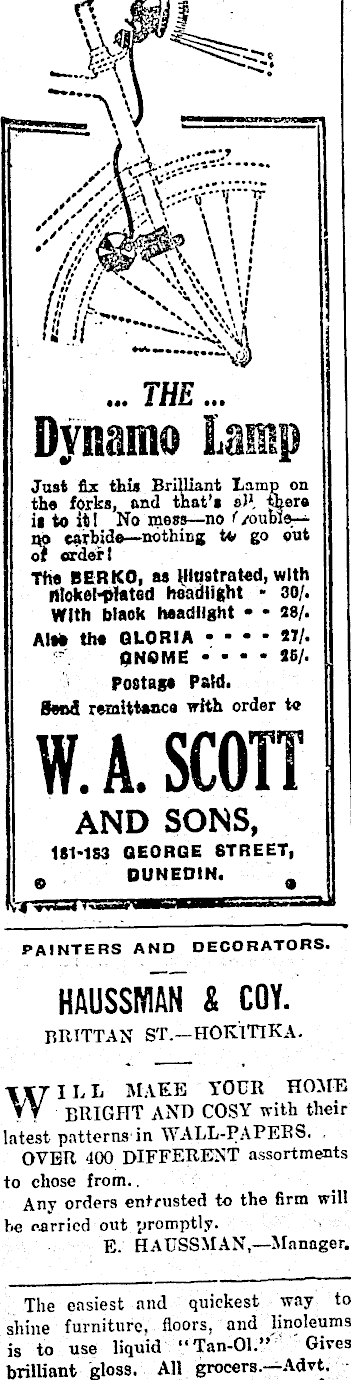 ... THE ...
Dynamo Lamp
Just fix this Brilliant Lamp on
the forks, and that's all there
is to it! No mess—no trouble—
no carbide—nothing to go out
of order!
The BERKO, as illustrated, with
nickel-plated headlight - 30/.
With black headlight - - 28/.
Also the GLORIA - - - - 27/.
GNOME - - - - 25/.
Postage Paid.
Send remittance with order to
W. A. SCOTT
AND SONS,
181-183 GEORGE STREET,
DUNEDIN.
PAINTERS AND DECORATORS.
HAUSSMAN & COY.
BRITTAN ST.—HOKITIKA.
WILL MAKE YOUR HOME
BRIGHT AND COSY with their
latest patterns in WALL-PAPERS.
OVER 400 DIFFERENT assortments
to chose from.
Any orders entrusted to the firm will
be carried out promptly.
E. HAUSSMAN,—Manager.
The easiest and quickest way to
shine furniture, floors, and linoleums
is to use liquid "Tan-Ol." Gives
brilliant gloss. All grocers.—Advt.